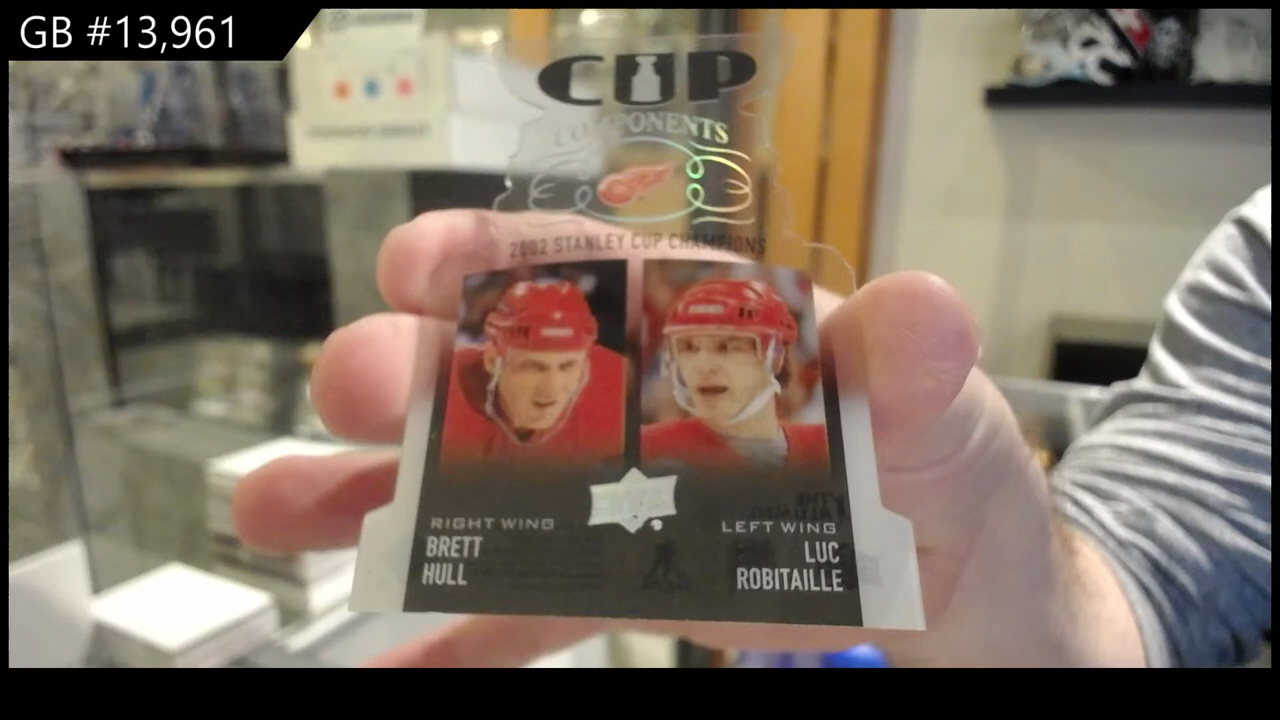 GB #13,961
CUP
COMPONENTS
2002 STANLEY CUP CHAMPIONS
RIGHT WING
BRETT
HULL
LEFT WING
LUC
ROBITAILLE